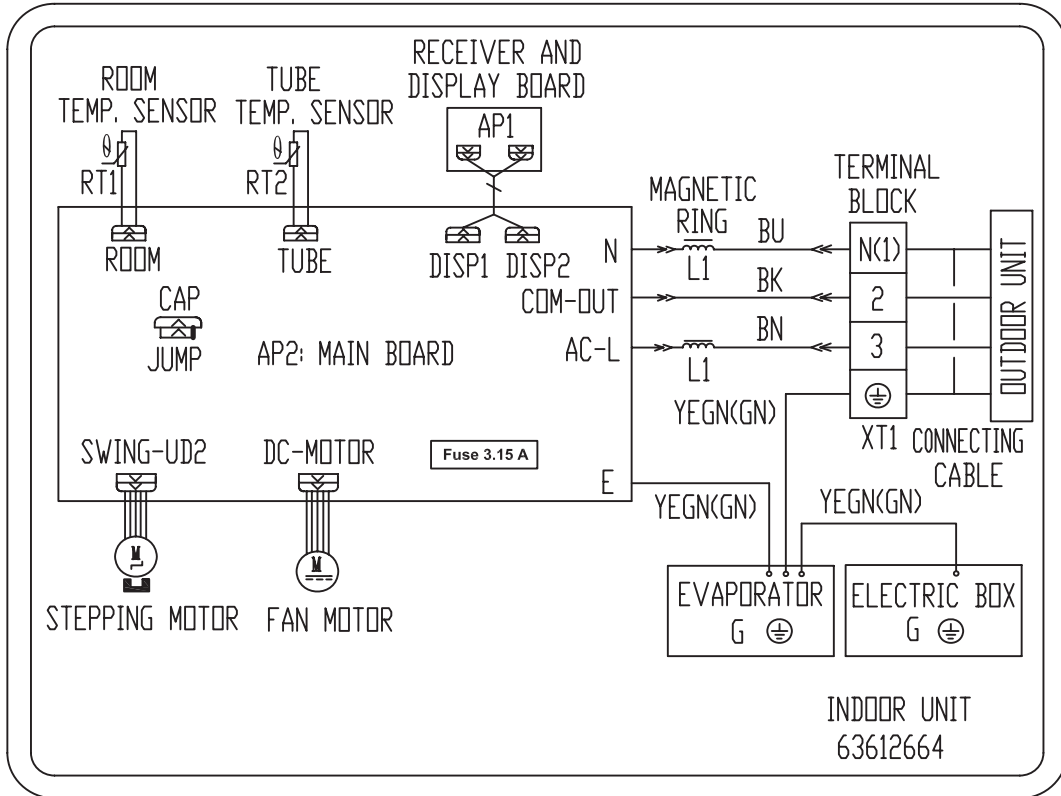 ROOM
TEMP. SENSOR
TUBE
TEMP. SENSOR
RECEIVER AND
DISPLAY BOARD
AP1
θ
RT1
θ
RT2
ROOM
TUBE
DISP1 DISP2
CAP
JUMP
AP2: MAIN BOARD
N
COM-OUT
AC-L
E
MAGNETIC
RING
L1
L1
BU
BK
BN
YEGN(GN)
TERMINAL
BLOCK
N(1)
2
3
XT1
OUTDOOR UNIT
CONNECTING
CABLE
SWING-UD2
DC-MOTOR
Fuse 3.15 A
M
M
STEPPING MOTOR
FAN MOTOR
YEGN(GN)
YEGN(GN)
EVAPORATOR
G
ELECTRIC BOX
G
INDOOR UNIT
63612664